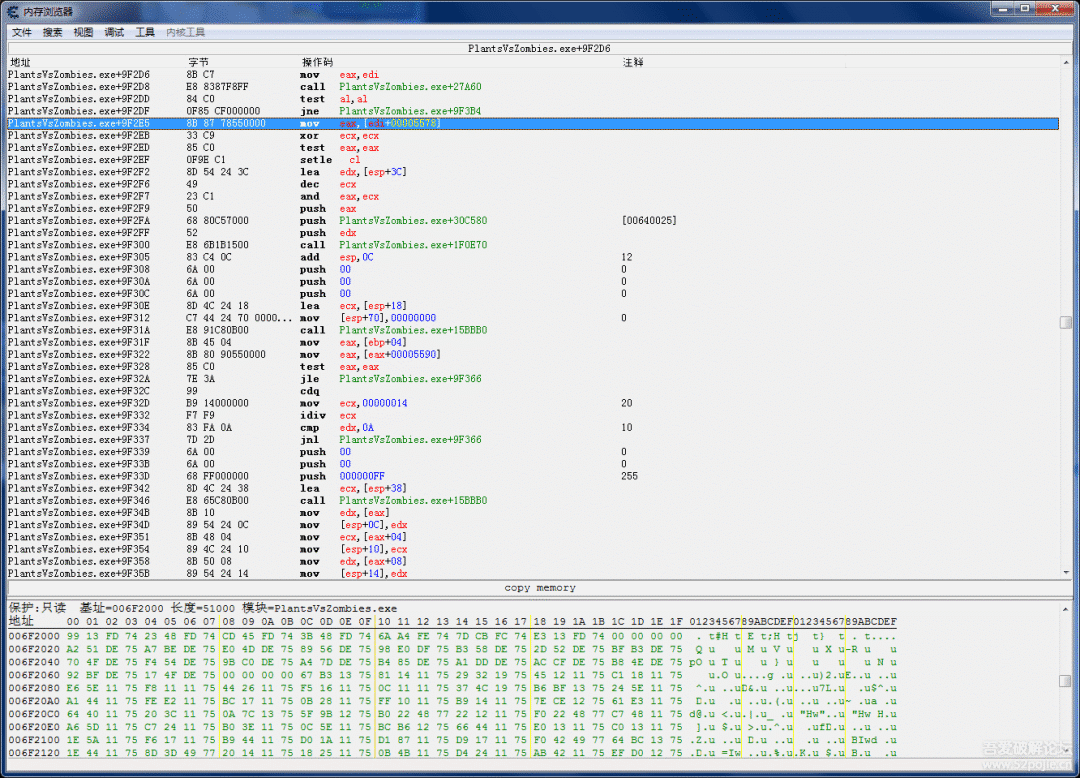 内存浏览器
文件 搜索 视图 调试 工具 内核工具
PlantsVsZombies.exe+9F2D6
地址 字节 操作码 注释
PlantsVsZombies.exe+9F2D6 8B C7 mov eax,edi
PlantsVsZombies.exe+9F2D8 E8 8387F8FF call PlantsVsZombies.exe+27A60
PlantsVsZombies.exe+9F2DD 84 C0 test al,al
PlantsVsZombies.exe+9F2DF 0F85 CF000000 jne PlantsVsZombies.exe+9F3B4
PlantsVsZombies.exe+9F2E5 8B 87 78550000 mov eax,[edi+00005578]
PlantsVsZombies.exe+9F2EB 33 C9 xor ecx,ecx
PlantsVsZombies.exe+9F2ED 85 C0 test eax,eax
PlantsVsZombies.exe+9F2EF 0F9E C1 setle cl
PlantsVsZombies.exe+9F2F2 8D 54 24 3C lea edx,[esp+3C]
PlantsVsZombies.exe+9F2F6 49 dec ecx
PlantsVsZombies.exe+9F2F7 23 C1 and eax,ecx
PlantsVsZombies.exe+9F2F9 50 push eax
PlantsVsZombies.exe+9F2FA 68 80C57000 push PlantsVsZombies.exe+30C580 [00640025]
PlantsVsZombies.exe+9F2FF 52 push edx
PlantsVsZombies.exe+9F300 E8 6B1B1500 call PlantsVsZombies.exe+1F0E70
PlantsVsZombies.exe+9F305 83 C4 0C add esp,0C 12
PlantsVsZombies.exe+9F308 6A 00 push 00 0
PlantsVsZombies.exe+9F30A 6A 00 push 00 0
PlantsVsZombies.exe+9F30C 6A 00 push 00 0
PlantsVsZombies.exe+9F30E 8D 4C 24 18 lea ecx,[esp+18]
PlantsVsZombies.exe+9F312 C7 44 24 70 0000... mov [esp+70],00000000 0
PlantsVsZombies.exe+9F31A E8 91C80B00 call PlantsVsZombies.exe+15BBB0
PlantsVsZombies.exe+9F31F 8B 45 04 mov eax,[ebp+04]
PlantsVsZombies.exe+9F322 8B 80 90550000 mov eax,[eax+00005590]
PlantsVsZombies.exe+9F328 85 C0 test eax,eax
PlantsVsZombies.exe+9F32A 7E 3A jle PlantsVsZombies.exe+9F366
PlantsVsZombies.exe+9F32C 99 cdq
PlantsVsZombies.exe+9F32D B9 14000000 mov ecx,00000014 20
PlantsVsZombies.exe+9F332 F7 F9 idiv ecx
PlantsVsZombies.exe+9F334 83 FA 0A cmp edx,0A 10
PlantsVsZombies.exe+9F337 7D 2D jnl PlantsVsZombies.exe+9F366
PlantsVsZombies.exe+9F339 6A 00 push 00 0
PlantsVsZombies.exe+9F33B 6A 00 push 00 0
PlantsVsZombies.exe+9F33D 68 FF000000 push 000000FF 255
PlantsVsZombies.exe+9F342 8D 4C 24 38 lea ecx,[esp+38]
PlantsVsZombies.exe+9F346 E8 65C80B00 call PlantsVsZombies.exe+15BBB0
PlantsVsZombies.exe+9F34B 8B 10 mov edx,[eax]
PlantsVsZombies.exe+9F34D 89 54 24 0C mov [esp+0C],edx
PlantsVsZombies.exe+9F351 8B 48 04 mov ecx,[eax+04]
PlantsVsZombies.exe+9F354 89 4C 24 10 mov [esp+10],ecx
PlantsVsZombies.exe+9F358 8B 50 08 mov edx,[eax+08]
PlantsVsZombies.exe+9F35B 89 54 24 14 mov [esp+14],edx
copy memory
保护:只读 基址=006F2000 长度=51000 模块=PlantsVsZombies.exe
地址 00 01 02 03 04 05 06 07 08 09 0A 0B 0C 0D 0E 0F 10 11 12 13 14 15 16 17 18 19 1A 1B 1C 1D 1E 1F 0123456789ABCDEF0123456789ABCDEF
006F2000 99 13 FD 74 23 48 FD 74 CD 45 FD 74 3B 48 FD 74 6A A4 FE 74 7D CB FC 74 E3 13 FD 74 00 00 00 00
006F2020 A2 51 DE 75 A7 BE DE 75 E0 4D DE 75 89 56 DE 75 98 E0 DF 75 B3 58 DE 75 2D 52 DE 75 BF B3 DE 75
006F2040 70 4F DE 75 F4 54 DE 75 9B C0 DE 75 A4 7D DE 75 B4 85 DE 75 A1 DD DE 75 AC CF DE 75 B8 4E DE 75
006F2060 92 BF DE 75 17 4F DE 75 00 00 00 00 67 B3 13 75 81 14 11 75 29 32 19 75 45 12 11 75 C1 18 11 75
006F2080 E6 5E 11 75 F8 11 11 75 44 26 11 75 F5 16 11 75 0C 11 11 75 37 4C 19 75 B6 BF 13 75 24 5E 11 75
006F20A0 A1 44 11 75 FE E2 11 75 BC 17 11 75 0B 28 11 75 FF 10 11 75 B9 14 11 75 7E CE 12 75 61 E3 11 75
006F20C0 64 40 11 75 20 3C 11 75 0A 7C 13 75 5F 9B 12 75 B0 22 48 77 22 12 11 75 F0 22 48 77 C7 48 11 75
006F20E0 A6 5D 11 75 C7 24 11 75 B0 3E 11 75 0C 5E 11 75 BC B6 12 75 66 44 11 75 E0 13 11 75 C0 13 11 75
006F2100 1E 5A 11 75 F6 17 11 75 B9 44 11 75 D0 1A 11 75 D1 87 11 75 D9 17 11 75 F0 42 49 77 64 BC 13 75
006F2120 1E 44 11 75 8D 3D 49 77 20 14 11 75 18 25 11 75 0B 4B 11 75 D4 24 11 75 AB 42 11 75 EF D0 12 75
吾爱破解论坛
www.52pojie.cn